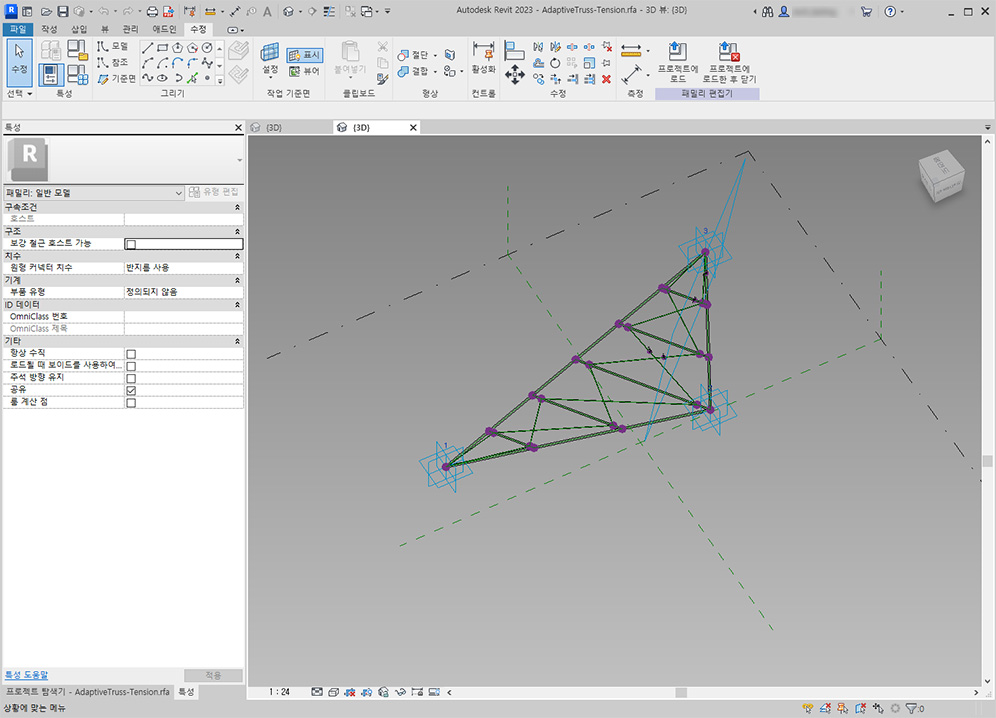 Autodesk Revit 2023 - AdaptiveTruss-Tension.rfa - 3D 뷰: {3D}
파일 작성 삽입 뷰 관리 애드인 수정
수정
모델
참조
기준면
설정
표시
뷰어
붙여넣기
절단
결합
활성화
프로젝트에 로드
프로젝트에 로드한 후 닫기
선택 특성 그리기 작업 기준면 클립보드 형상 컨트롤 수정 측정 패밀리 편집기
특성
{3D}
{3D}
R
패밀리: 일반 모델
유형 편집
구속조건
호스트
구조
보강 철근 호스트 가능
치수
원형 커넥터 치수 반지름 사용
기계
부품 유형 정의되지 않음
ID 데이터
OmniClass 번호
OmniClass 제목
기타
항상 수직
로드될 때 보이드를 사용하여...
주석 방향 유지
공유
룸 계산 점
3
1
특성 도움말
적용
프로젝트 탐색기 - AdaptiveTruss-Tension.rfa
특성
1 : 24
상황에 맞는 메뉴
:0